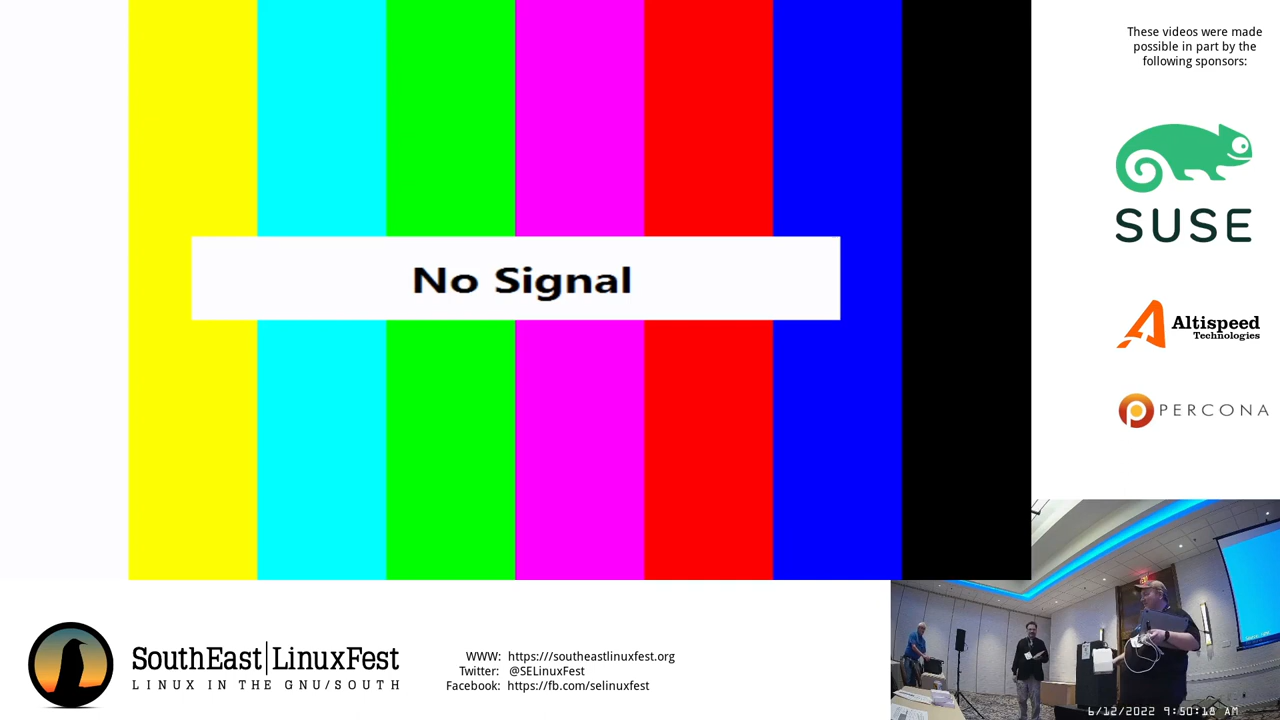 These videos were made
possible in part by the
following sponsors:
No Signal
SUSE
Altispeed
Technologies
PERCONA
SouthEast|LinuxFest
LINUX IN THE GNU/SOUTH
WWW: https:///southeastlinuxfest.org
Twitter: @SELinuxFest
Facebook: https://fb.com/selinuxfest
6/12/2022 9:50:18 AM